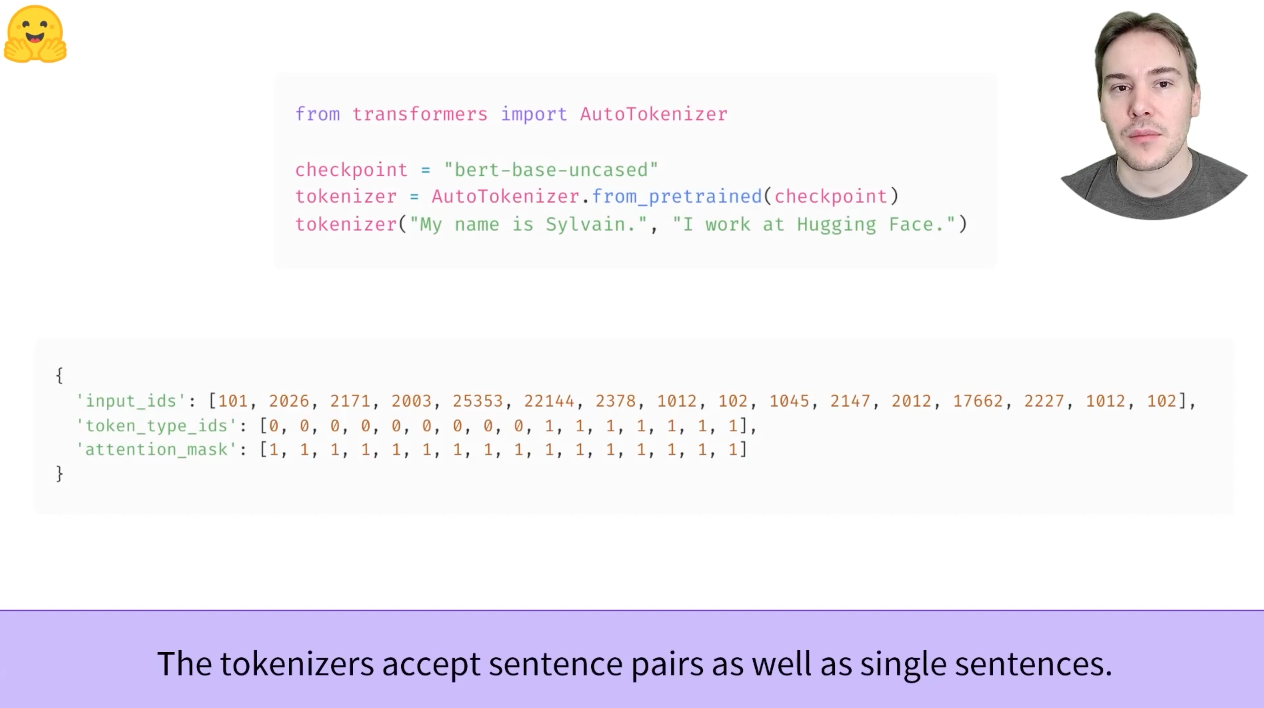 from transformers import AutoTokenizer
checkpoint = "bert-base-uncased"
tokenizer = AutoTokenizer.from_pretrained(checkpoint)
tokenizer("My name is Sylvain.", "I work at Hugging Face.")
{
'input_ids': [101, 2026, 2171, 2003, 25353, 22144, 2378, 1012, 102, 1045, 2147, 2012, 17662, 2227, 1012, 102],
'token_type_ids': [0, 0, 0, 0, 0, 0, 0, 0, 0, 1, 1, 1, 1, 1, 1, 1],
'attention_mask': [1, 1, 1, 1, 1, 1, 1, 1, 1, 1, 1, 1, 1, 1, 1, 1]
}
The tokenizers accept sentence pairs as well as single sentences.